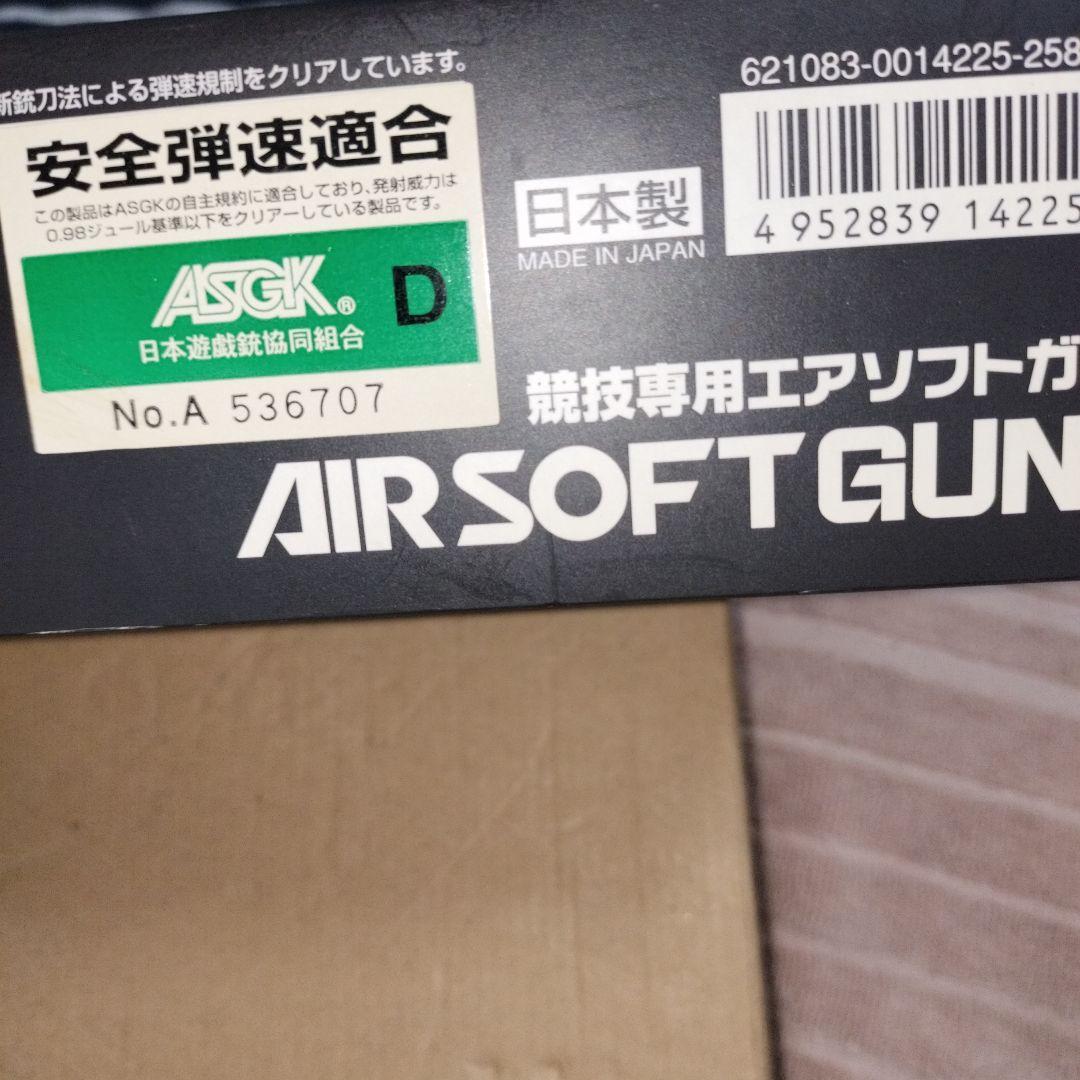 新銃刀法による弾速規制をクリアしています。
安全弾速適合
この製品はASGKの自主規約に適合しており、発射威力は
0.98ジュール基準以下をクリアーしている製品です。
ASGK® D
日本遊戯銃協同組合
No.A 536707
621083-0014225-258
4 952839 14225
日本製
MADE IN JAPAN
競技専用エアソフトガ
AIRSOFT GUN